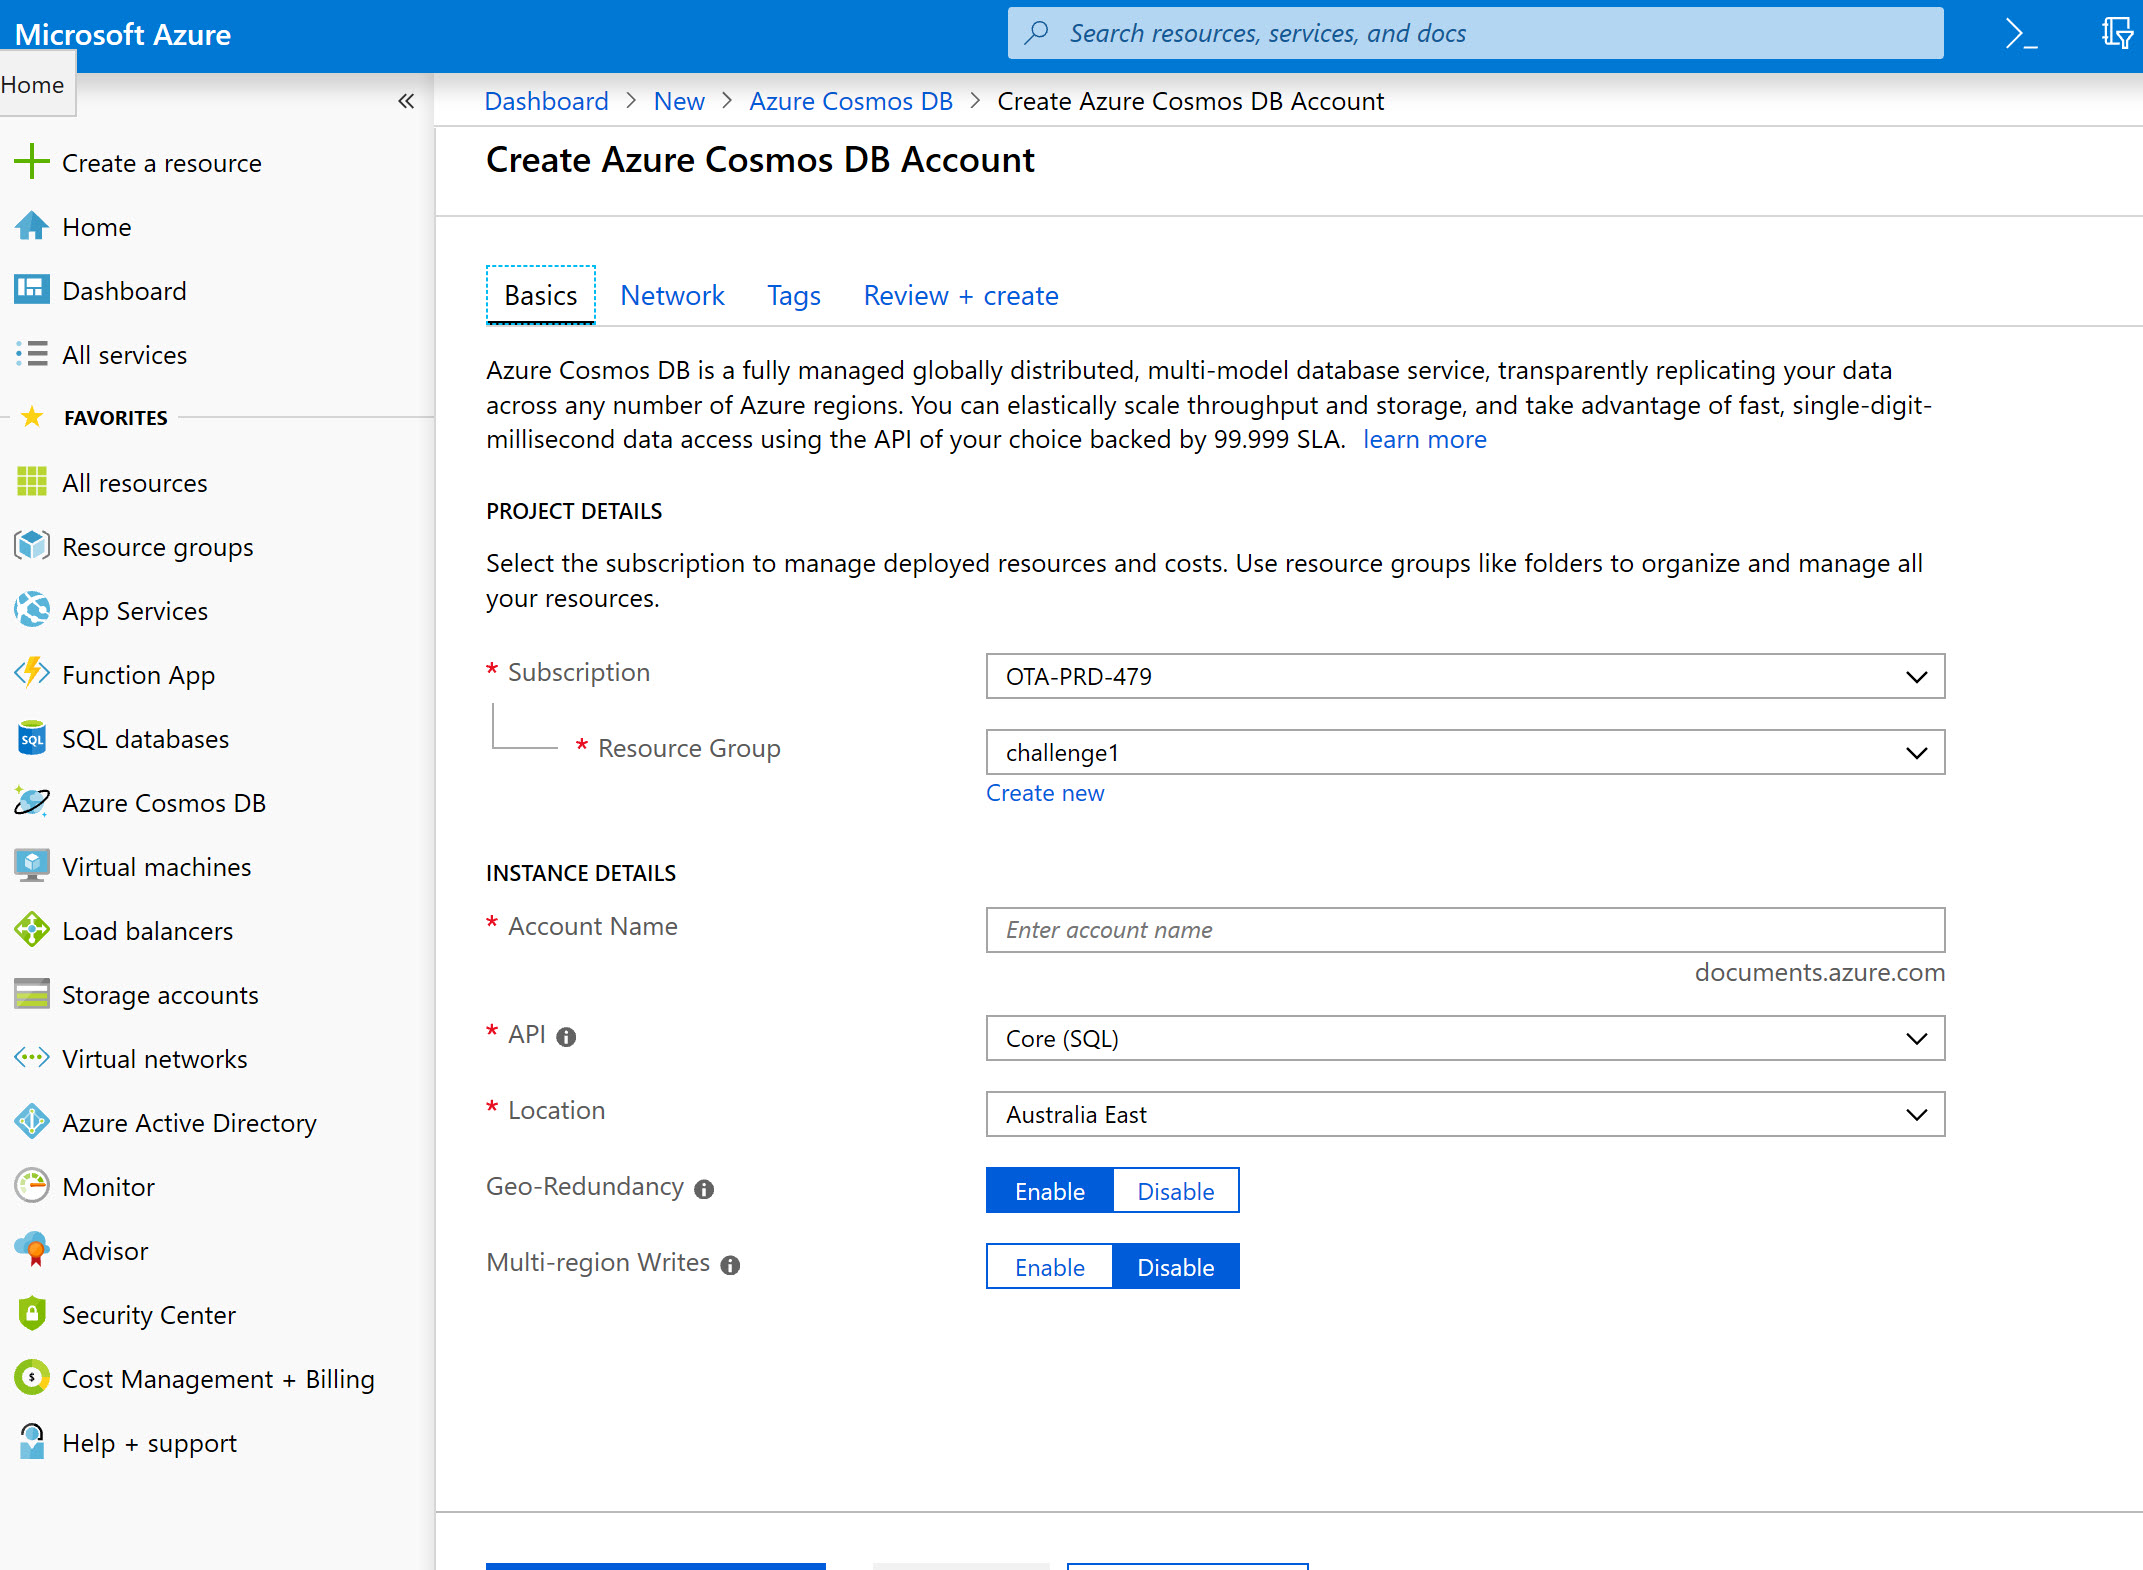 Microsoft Azure
Search resources, services, and docs
Home
Dashboard > New > Azure Cosmos DB > Create Azure Cosmos DB Account
Create Azure Cosmos DB Account
Create a resource
Home
Dashboard
All services
FAVORITES
All resources
Resource groups
App Services
Function App
SQL
SQL databases
Azure Cosmos DB
Virtual machines
Load balancers
Storage accounts
Virtual networks
Azure Active Directory
Monitor
Advisor
Security Center
Cost Management + Billing
Help + support
Basics
Network
Tags
Review + create
Azure Cosmos DB is a fully managed globally distributed, multi-model database service, transparently replicating your data
across any number of Azure regions. You can elastically scale throughput and storage, and take advantage of fast, single-digit-
millisecond data access using the API of your choice backed by 99.999 SLA. learn more
PROJECT DETAILS
Select the subscription to manage deployed resources and costs. Use resource groups like folders to organize and manage all
your resources.
* Subscription
OTA-PRD-479
* Resource Group
challenge1
Create new
INSTANCE DETAILS
* Account Name
Enter account name
documents.azure.com
* API
Core (SQL)
* Location
Australia East
Geo-Redundancy
Enable
Disable
Multi-region Writes
Enable
Disable